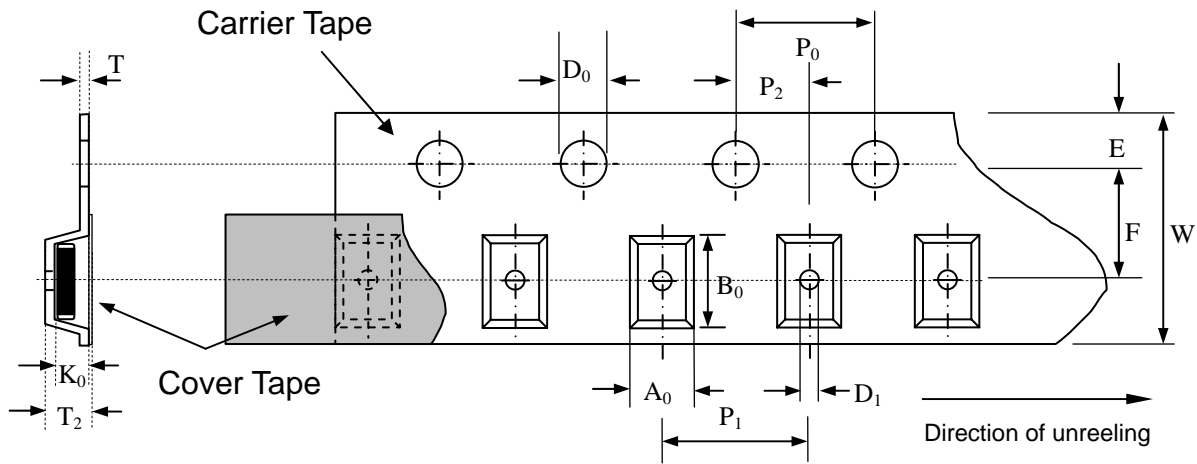 Carrier Tape
T
D₀
P₀
P₂
E
F
W
B₀
K₀
Cover Tape
A₀
D₁
T₂
P₁
Direction of unreeling